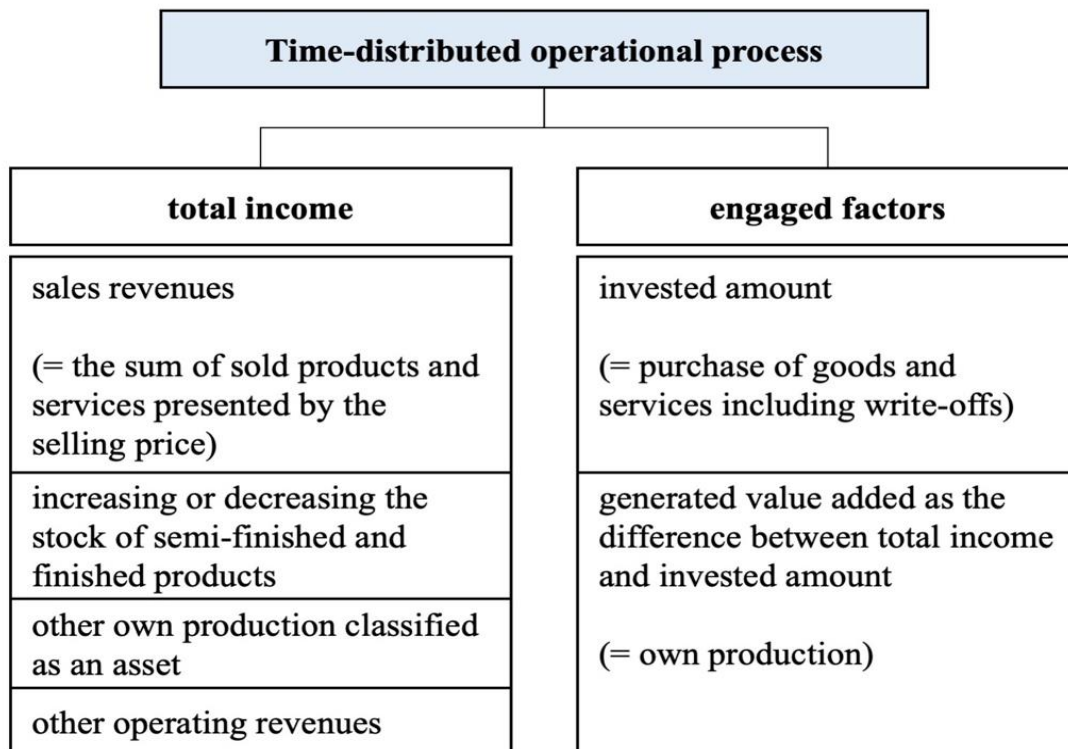 Time-distributed operational process
total income
sales revenues
(= the sum of sold products and
services presented by the
selling price)
increasing or decreasing the
stock of semi-finished and
finished products
other own production classified
as an asset
other operating revenues
engaged factors
invested amount
(= purchase of goods and
services including write-offs)
generated value added as the
difference between total income
and invested amount
(= own production)